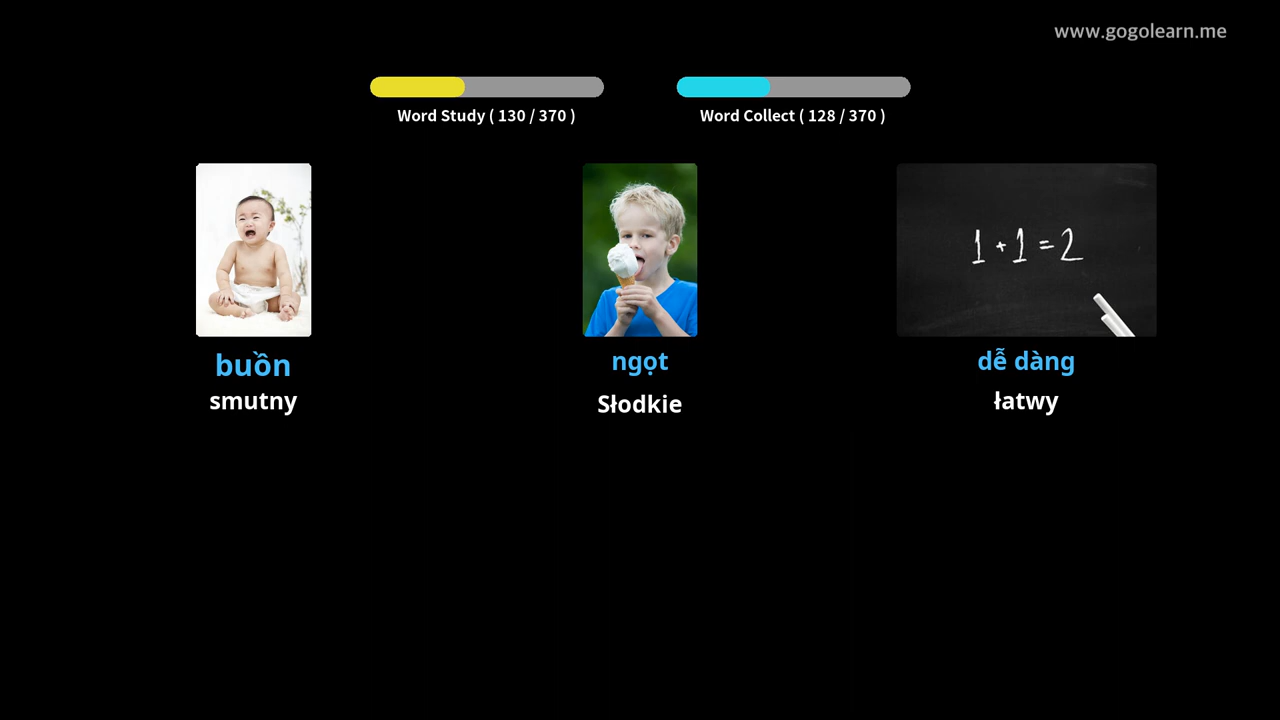 www.gogolearn.me
Word Study ( 130 / 370 )
Word Collect ( 128 / 370 )
1 + 1 = 2
buồn
ngọt
dễ dàng
smutny
Słodkie
łatwy